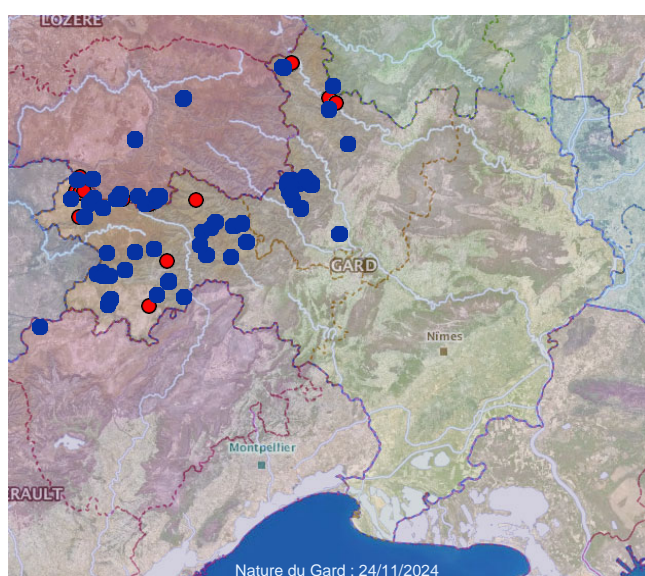 LOZERE
GARD
Nîmes
Montpellier
ERAULT
Nature du Gard : 24/11/2024